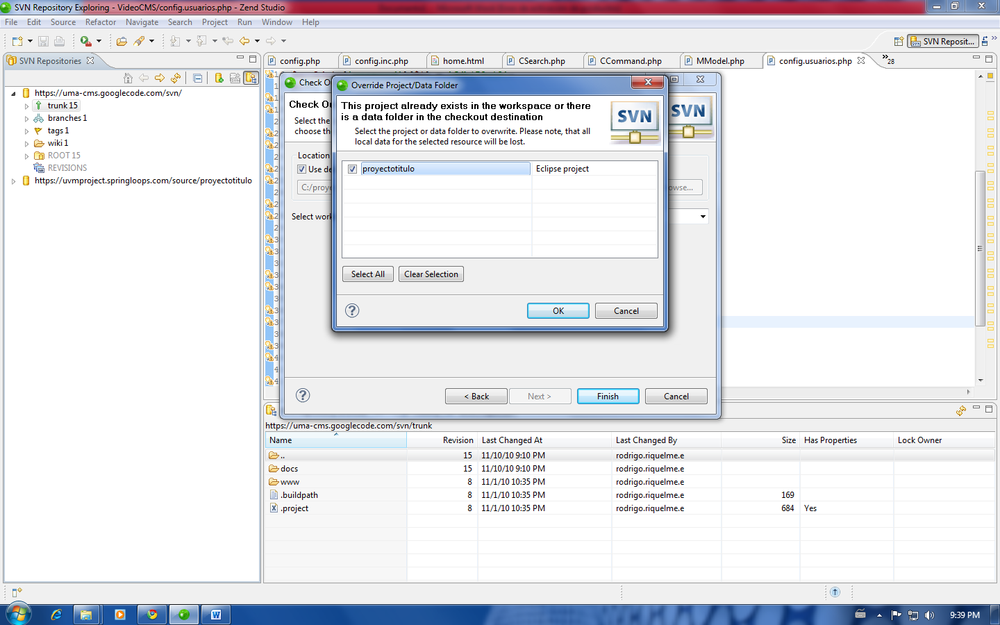 SVN Repository Exploring - VideoCMS/config.usuarios.php - Zend Studio
File Edit Source Refactor Navigate Search Project Run Window Help
SVN Reposit...
SVN Repositories
config.php config.inc.php home.html CSearch.php CCommand.php MModel.php config.usuarios.php 28
https://uma-cms.googlecode.com/svn/
trunk 15
branches 1
tags 1
wiki 1
ROOT 15
REVISIONS
https://uvmproject.springloops.com/source/proyectotitulo
Check O
Check Ou
Select the
choose th
SVN
Location
Use de
C:/proye
owse...
Select work
Override Project/Data Folder
This project already exists in the workspace or there
is a data folder in the checkout destination
Select the project or data folder to overwrite. Please note, that all
local data for the selected resource will be lost.
SVN
proyectotitulo Eclipse project
Select All Clear Selection
OK Cancel
< Back Next > Finish Cancel
https://uma-cms.googlecode.com/svn/trunk
Name Revision Last Changed At Last Changed By Size Has Properties Lock Owner
.. 15 11/10/10 9:10 PM rodrigo.riquelme.e
docs 15 11/10/10 9:10 PM rodrigo.riquelme.e
www 8 11/1/10 10:35 PM rodrigo.riquelme.e
.buildpath 8 11/1/10 10:35 PM rodrigo.riquelme.e 169
.project 8 11/1/10 10:35 PM rodrigo.riquelme.e 684 Yes
9:39 PM